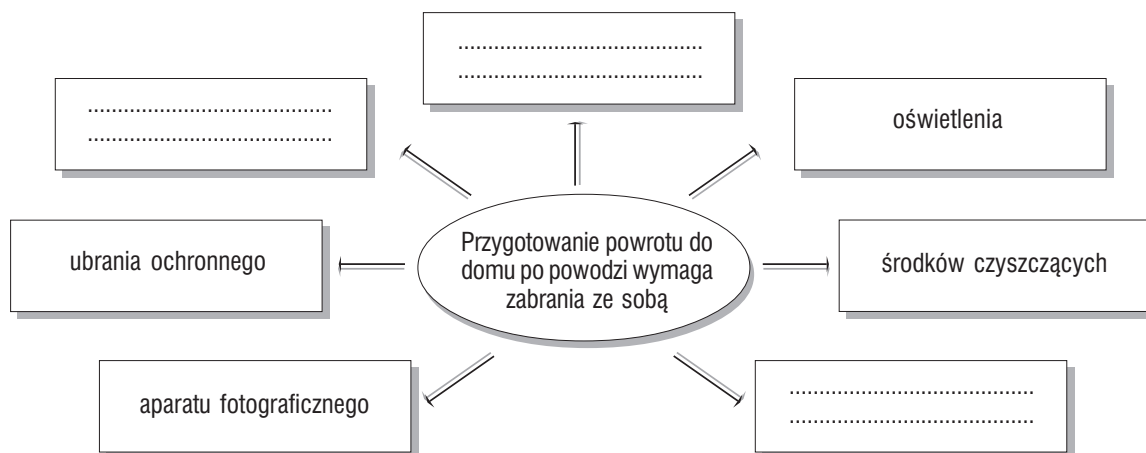 .........................................
.........................................
.........................................
.........................................
oświetlenia
ubrania ochronnego
Przygotowanie powrotu do
domu po powodzi wymaga
zabrania ze sobą
środków czyszczących
aparatu fotograficznego
.........................................
.........................................